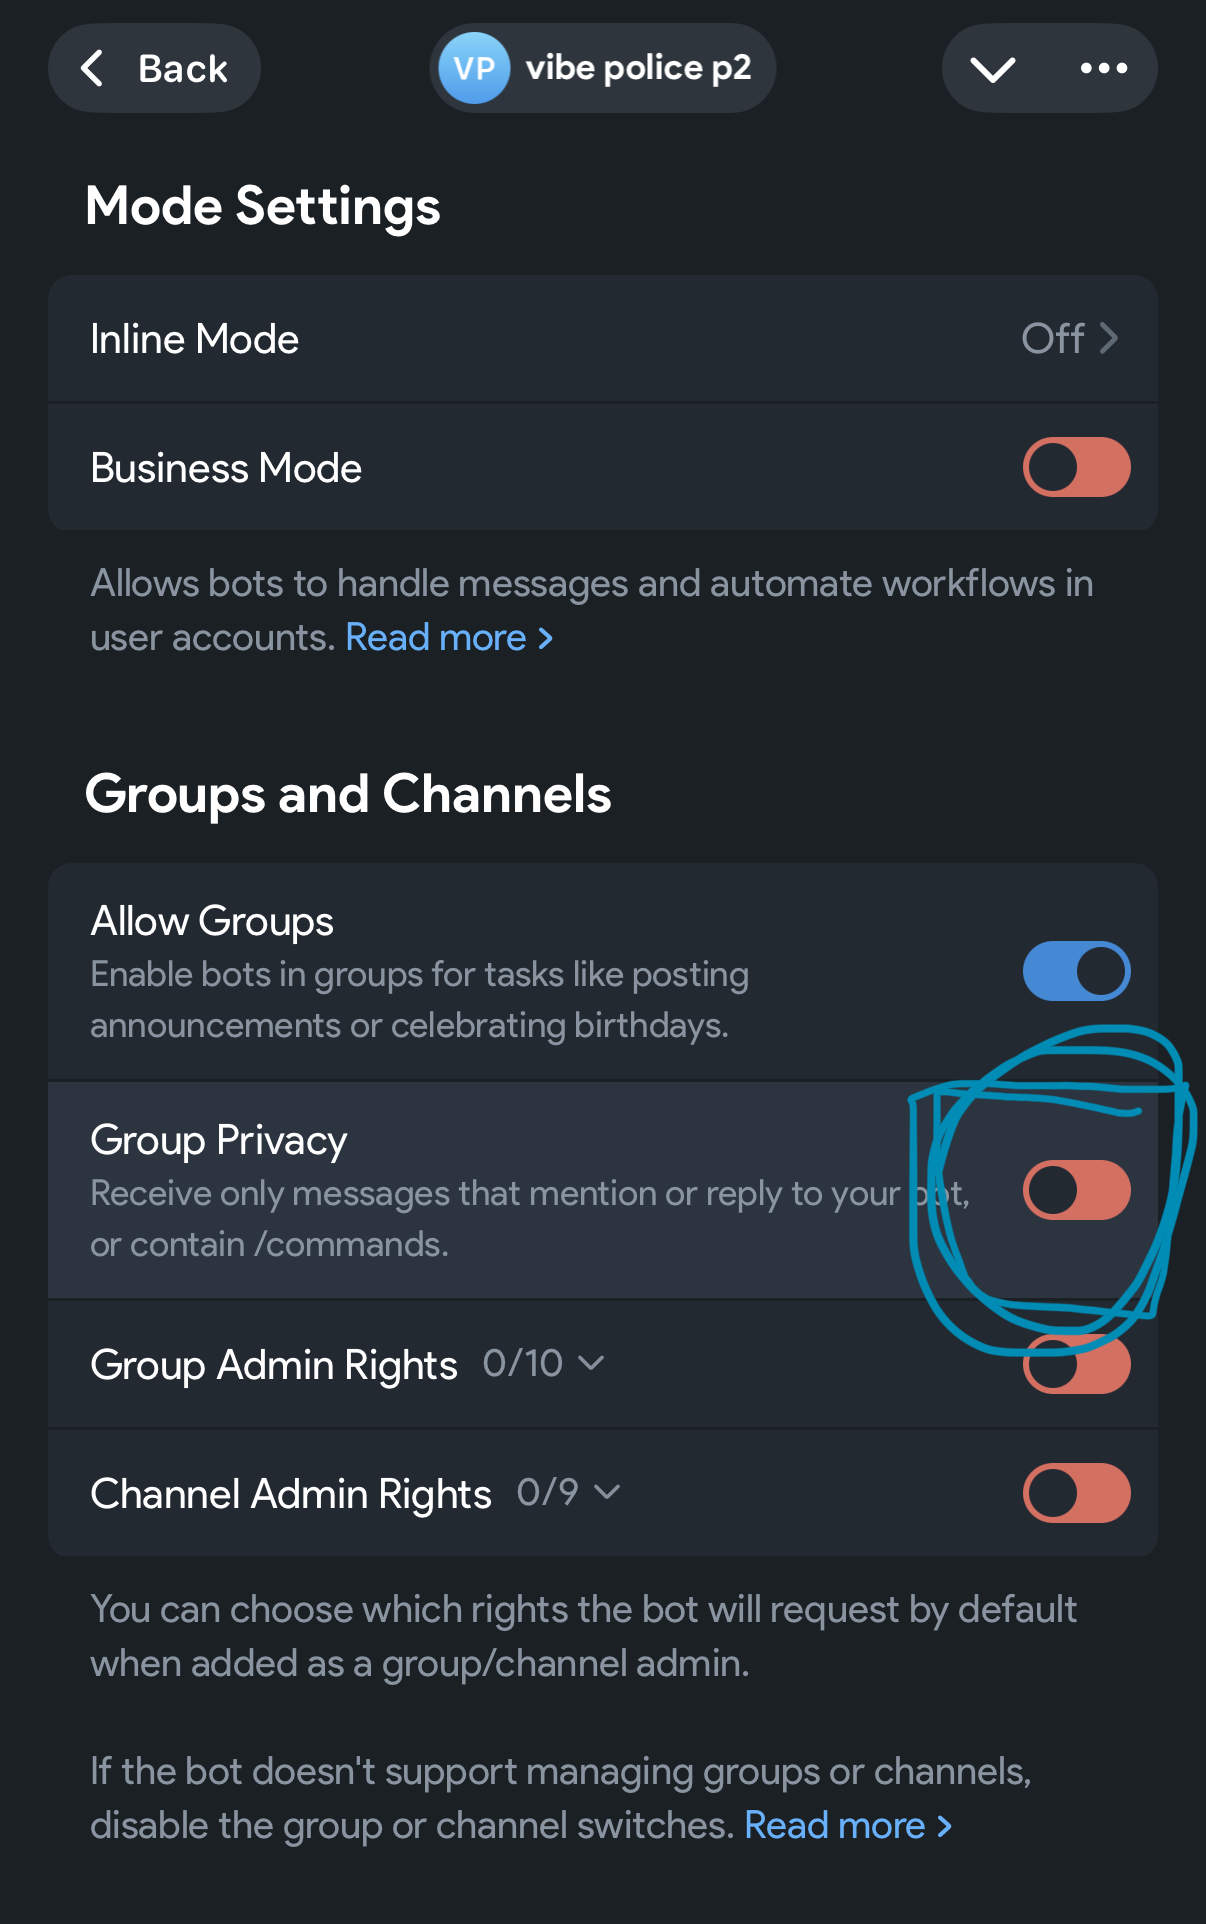 Back
VP vibe police p2
Mode Settings
Inline Mode Off
Business Mode
Allows bots to handle messages and automate workflows in
user accounts. Read more
Groups and Channels
Allow Groups
Enable bots in groups for tasks like posting
announcements or celebrating birthdays.
Group Privacy
Receive only messages that mention or reply to your bot,
or contain /commands.
Group Admin Rights 0/10
Channel Admin Rights 0/9
You can choose which rights the bot will request by default
when added as a group/channel admin.
If the bot doesn't support managing groups or channels,
disable the group or channel switches. Read more